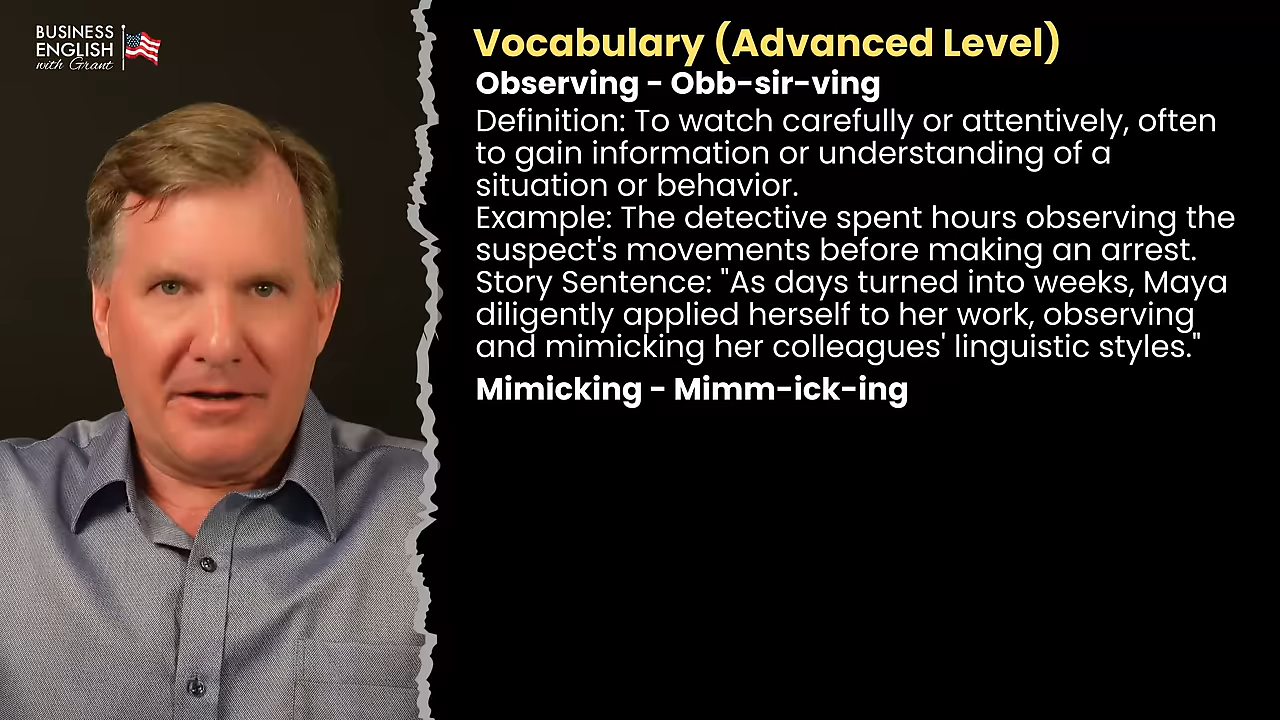 BUSINESS
ENGLISH
with Grant
Vocabulary (Advanced Level)
Observing - Obb-sir-ving
Definition: To watch carefully or attentively, often
to gain information or understanding of a
situation or behavior.
Example: The detective spent hours observing the
suspect's movements before making an arrest.
Story Sentence: "As days turned into weeks, Maya
diligently applied herself to her work, observing
and mimicking her colleagues' linguistic styles."
Mimicking - Mimm-ick-ing